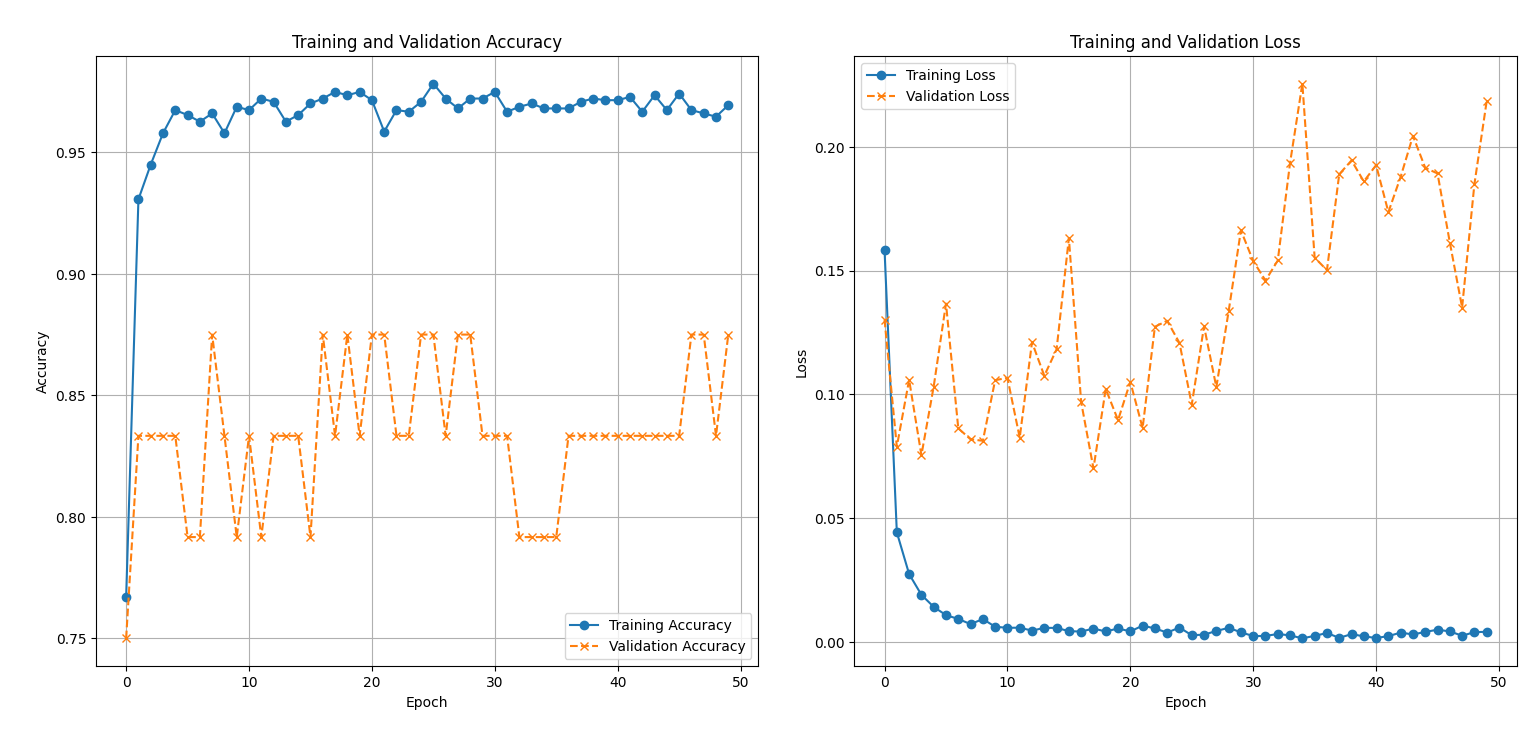 Training and Validation Accuracy
0.95
0.90
0.85
0.80
0.75
Accuracy
0
10
20
30
40
50
Epoch
Training Accuracy
Validation Accuracy
Training and Validation Loss
Training Loss
Validation Loss
0.20
0.15
0.10
0.05
0.00
Loss
0
10
20
30
40
50
Epoch